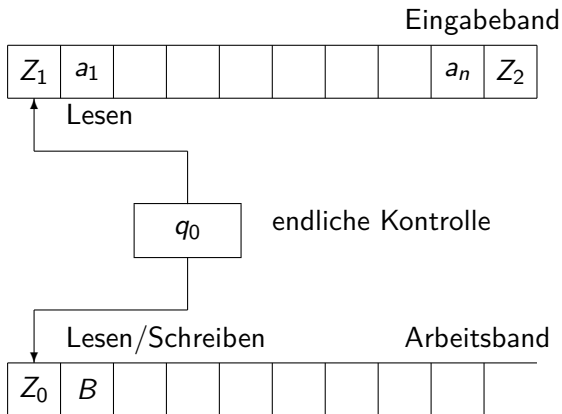 Eingabeband
Z₁ a₁ aₙ Z₂
Lesen
q₀ endliche Kontrolle
Lesen/Schreiben Arbeitsband
Z₀ B